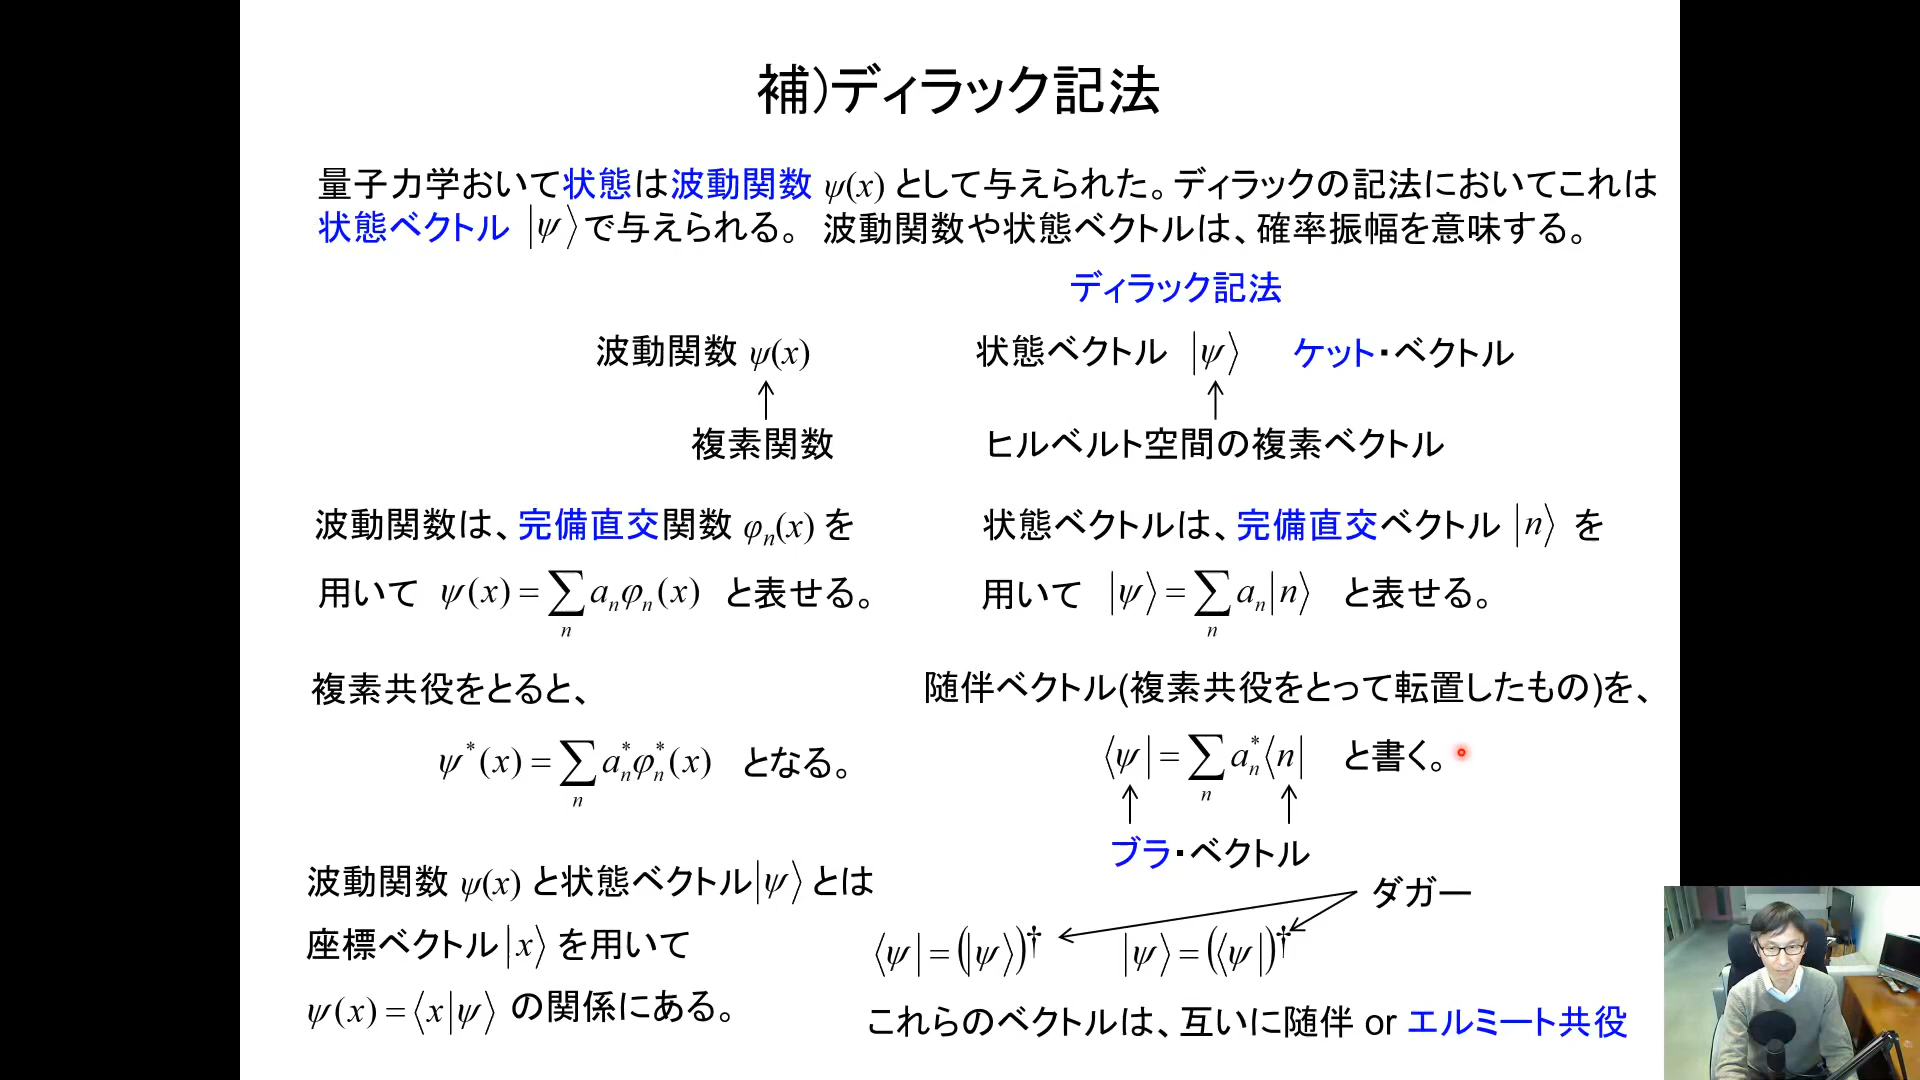 補)ディラック記法
量子力学おいて状態は波動関数 ψ(x) として与えられた。ディラックの記法においてこれは
状態ベクトル |ψ⟩で与えられる。 波動関数や状態ベクトルは、確率振幅を意味する。
ディラック記法
波動関数 ψ(x)
状態ベクトル |ψ⟩ ケット・ベクトル
複素関数
ヒルベルト空間の複素ベクトル
波動関数は、完備直交関数 φn(x) を
用いて ψ(x) = ∑n anφn(x) と表せる。
状態ベクトルは、完備直交ベクトル |n⟩ を
用いて |ψ⟩ = ∑n an|n⟩ と表せる。
複素共役をとると、
ψ*(x) = ∑n an*φn*(x) となる。
随伴ベクトル(複素共役をとって転置したもの)を、
⟨ψ| = ∑n an*⟨n| と書く。
ブラ・ベクトル
波動関数 ψ(x) と状態ベクトル|ψ⟩ とは
座標ベクトル|x⟩ を用いて
ψ(x) = ⟨x|ψ⟩ の関係にある。
ダガー
⟨ψ| = (|ψ⟩)† |ψ⟩ = (⟨ψ|)†
これらのベクトルは、互いに随伴 or エルミート共役